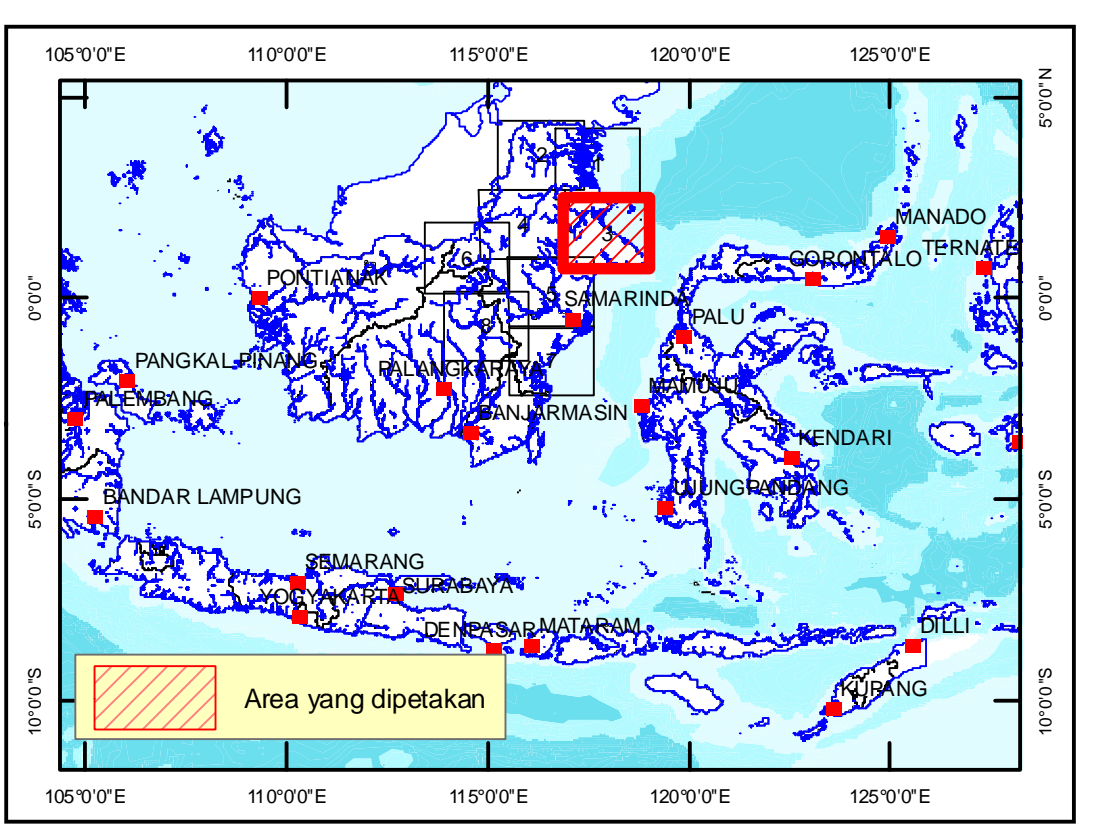 105°0'0"E 110°0'0"E 115°0'0"E 120°0'0"E 125°0'0"E
5°0'0"N
2
1
MANADO
4
3
TERNATE
6
GORONTALO
PONTIANAK
0°0'0"
0°0'0"
5
SAMARINDA
PALU
8
PANGKAL PINANG
7
PALANGKARAYA
MAMUJU
PALEMBANG
BANJARMASIN
KENDARI
5°0'0"S
BANDAR LAMPUNG
UJUNGPANDANG
5°0'0"S
SEMARANG
SURABAYA
YOGYAKARTA
DENPASAR
MATARAM
DILLI
KUPANG
10°0'0"S
Area yang dipetakan
10°0'0"S
105°0'0"E 110°0'0"E 115°0'0"E 120°0'0"E 125°0'0"E